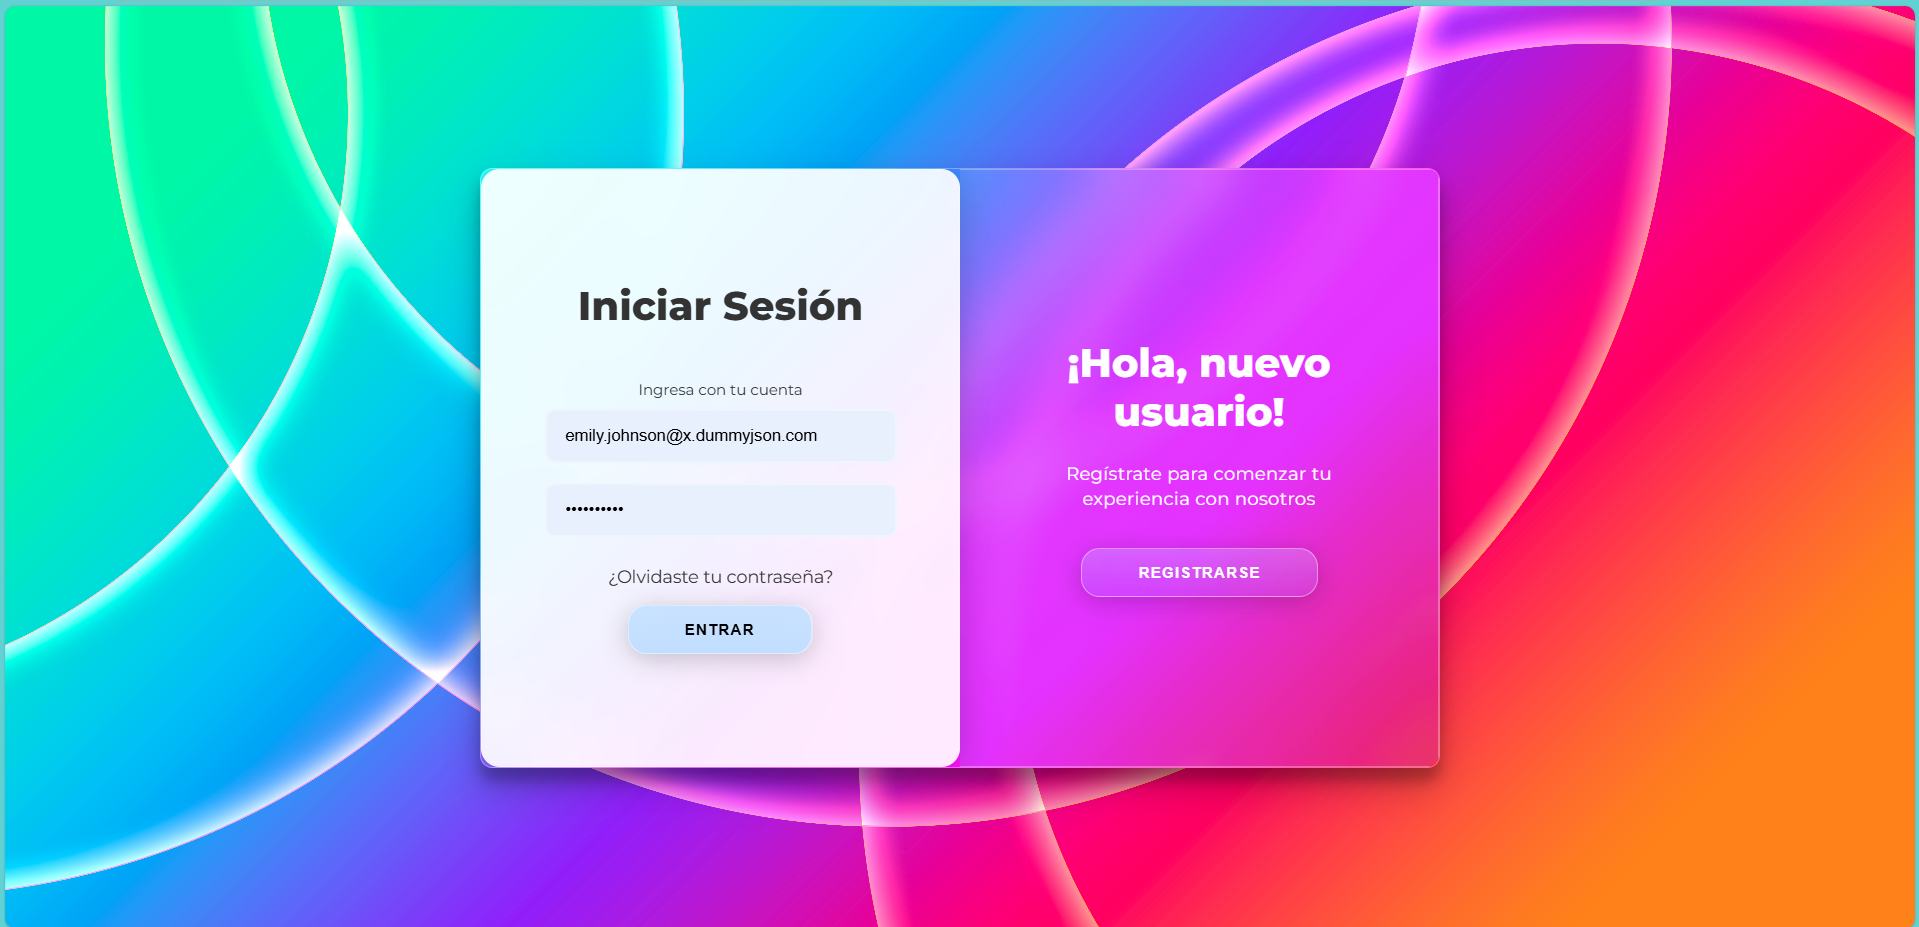 Iniciar Sesión
Ingresa con tu cuenta
emily.johnson@x.dummyjson.com
••••••••••
¿Olvidaste tu contraseña?
ENTRAR
¡Hola, nuevo
usuario!
Regístrate para comenzar tu
experiencia con nosotros
REGISTRARSE